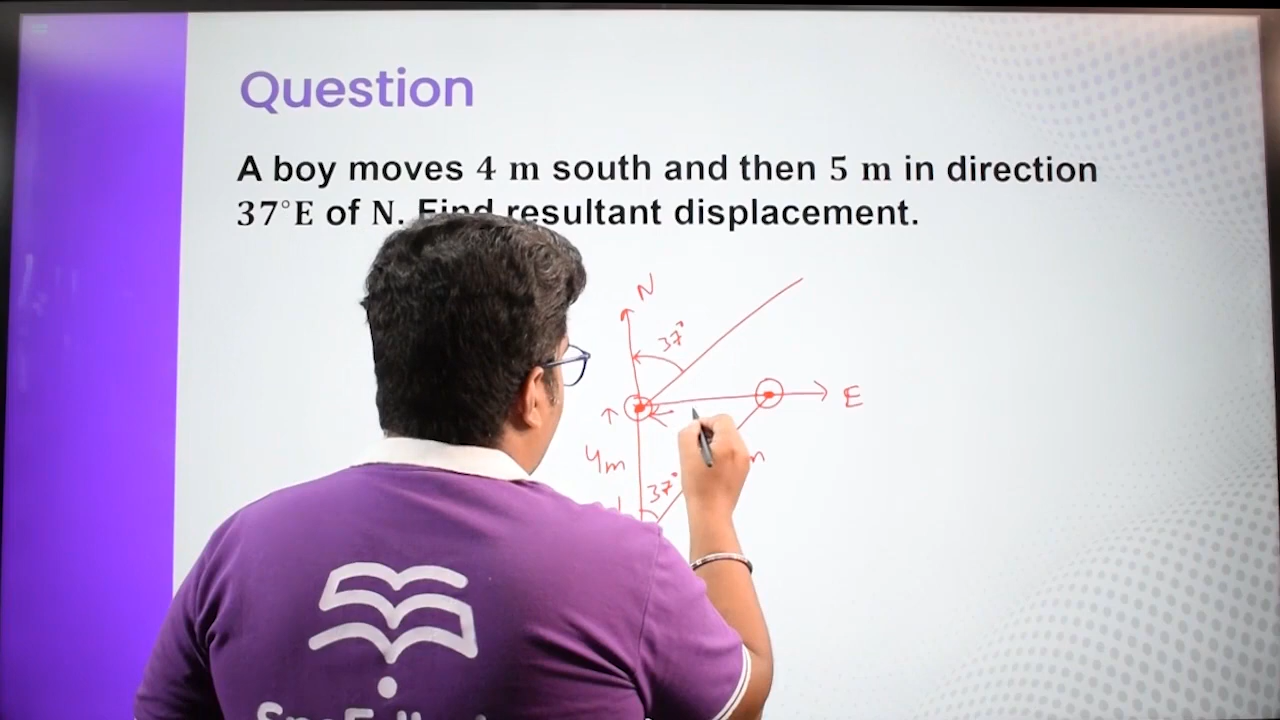 Question
A boy moves 4 m south and then 5 m in direction
37°E of N. Find resultant displacement.
N
37°
E
4m
37°